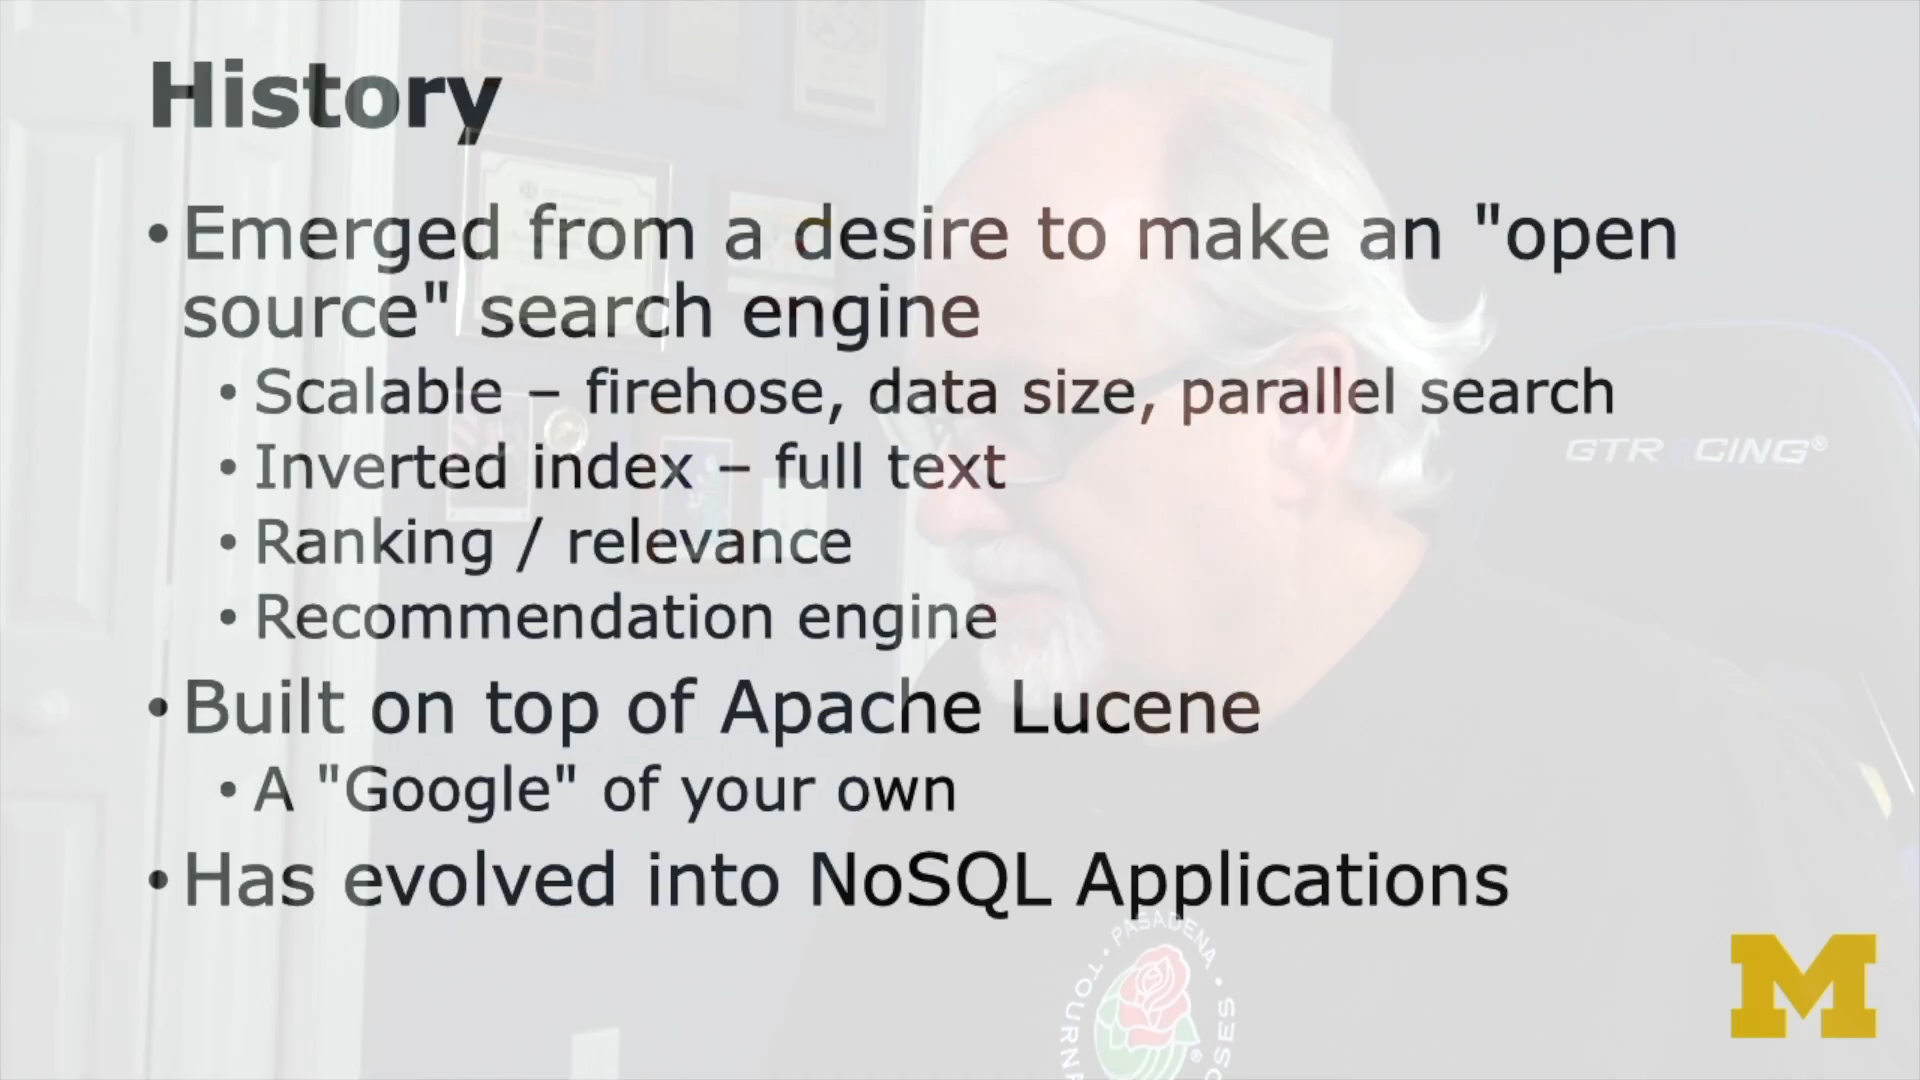 History
• Emerged from a desire to make an "open
source" search engine
• Scalable – firehose, data size, parallel search
• Inverted index – full text
• Ranking / relevance
• Recommendation engine
• Built on top of Apache Lucene
• A "Google" of your own
• Has evolved into NoSQL Applications
GTRACING®
M
PASADENA